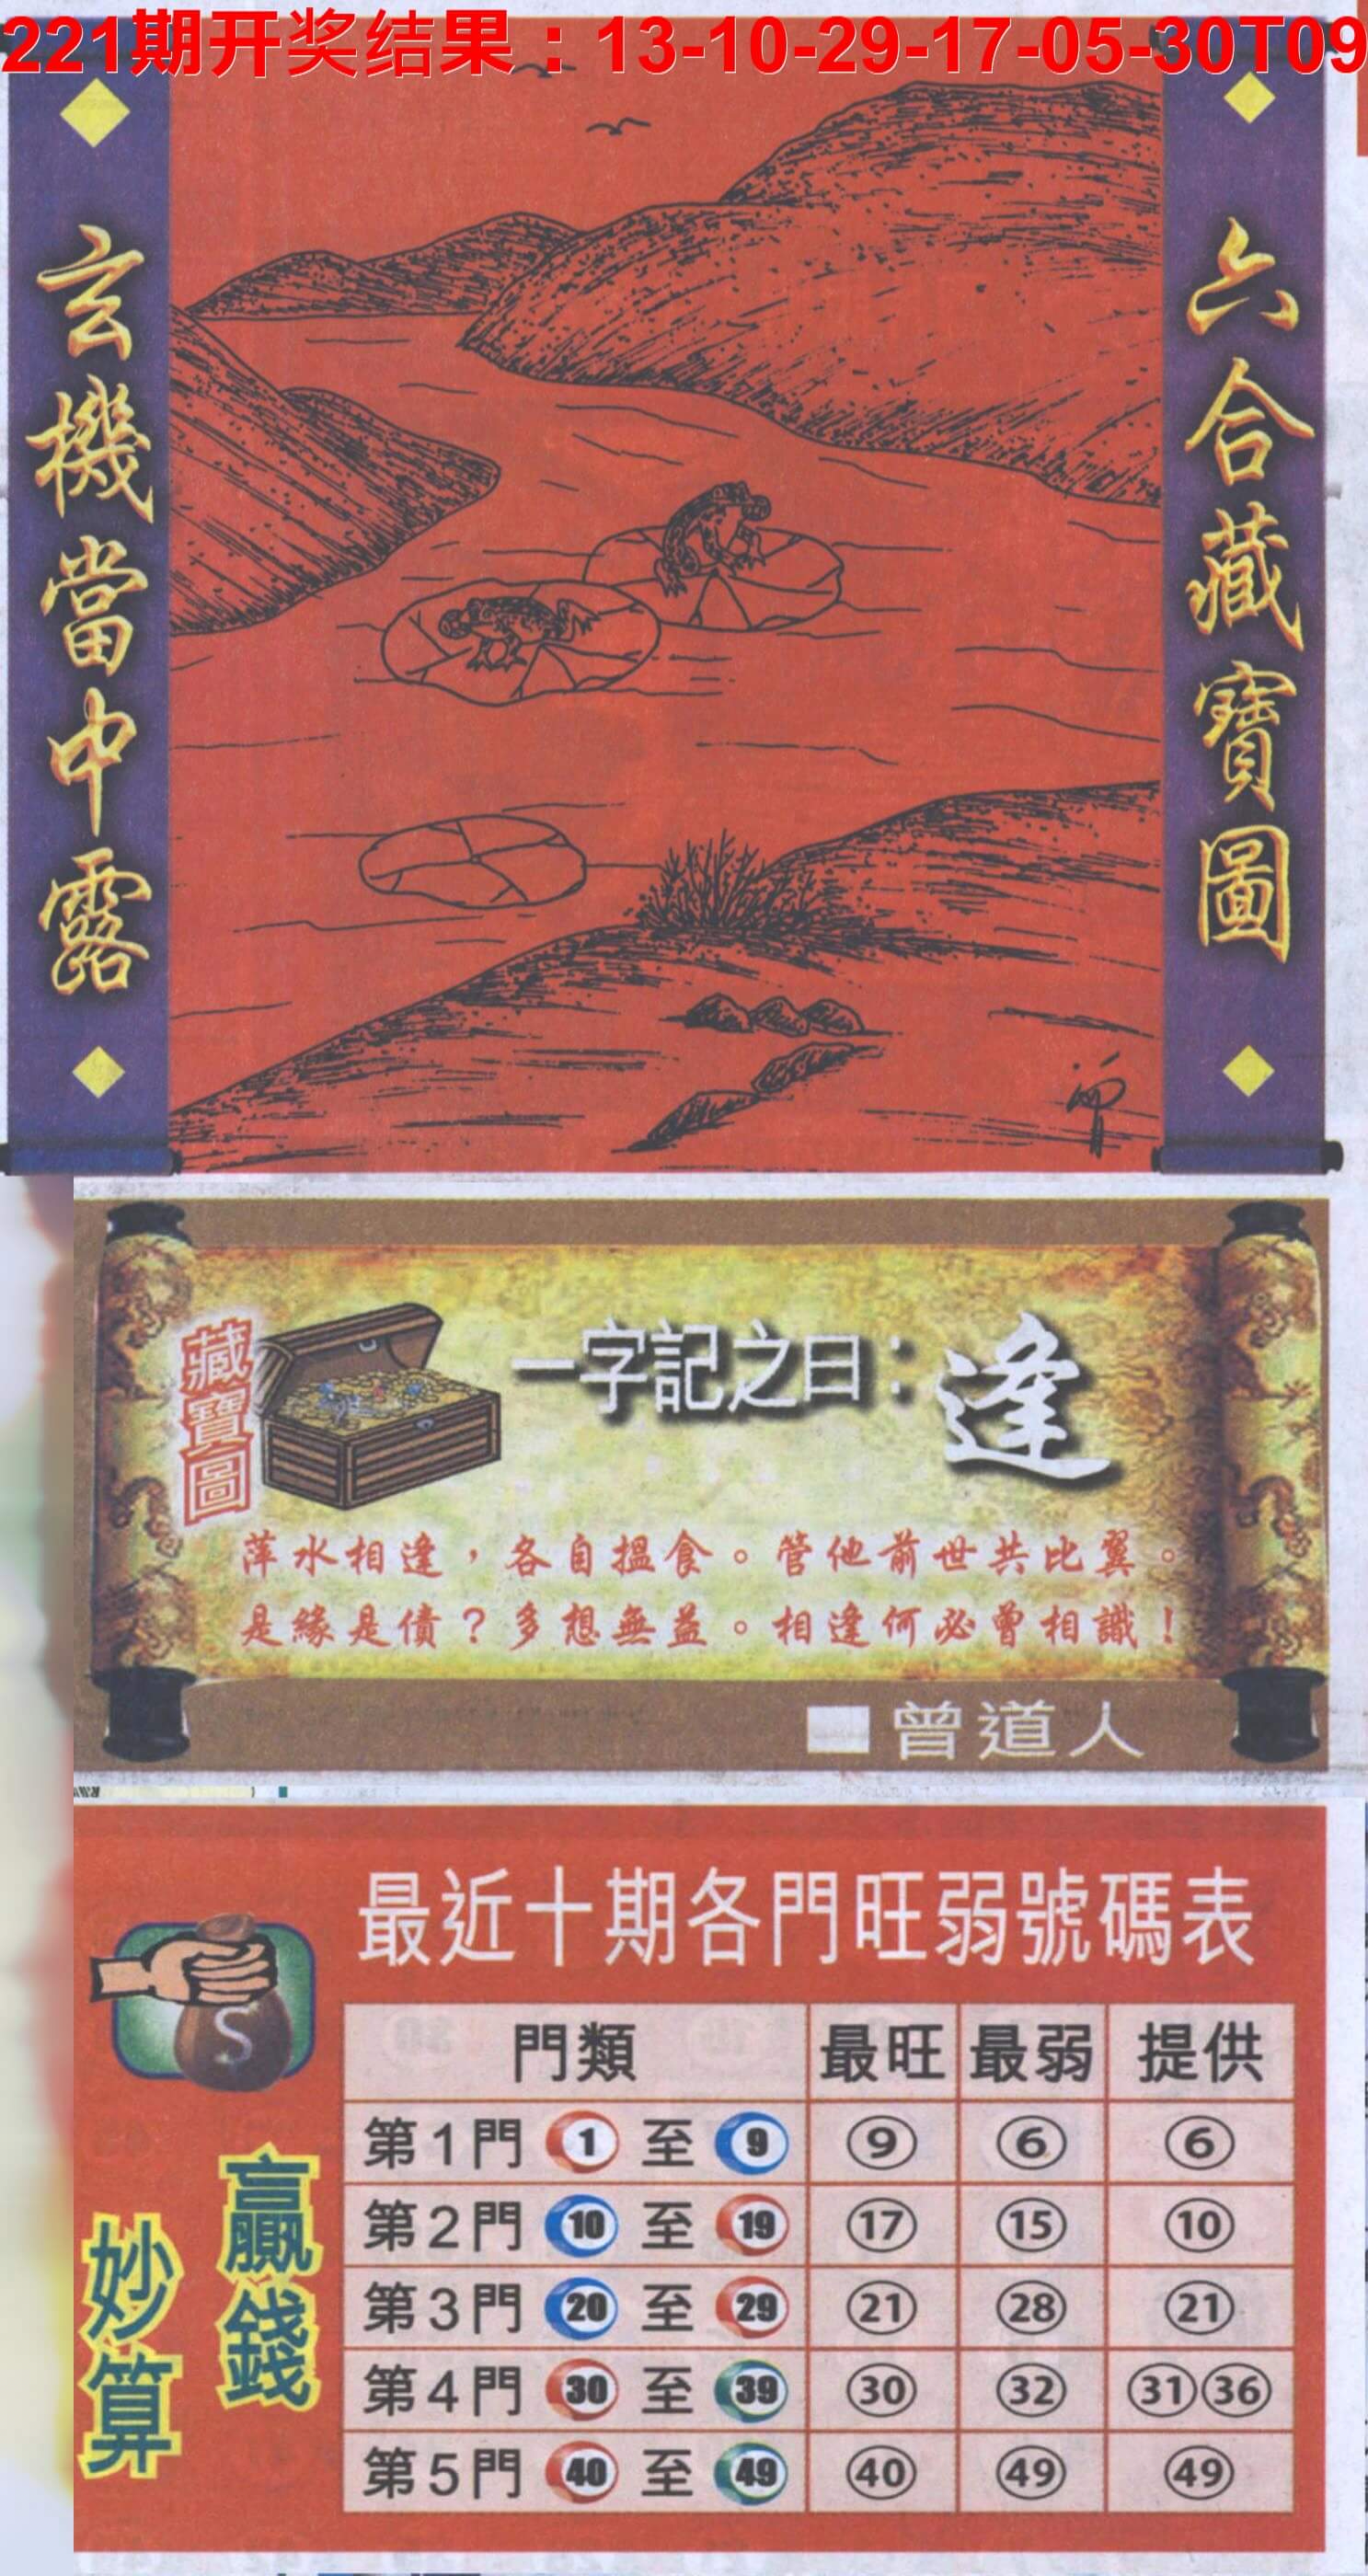 221期开奖结果：13-10-29-17-05-30T09
六合藏寶圖
玄機當中露
藏寶圖
一字記之曰：逢
萍水相逢，各自搵食。管他前世共比翼。
是緣是債？多想無益。相逢何必曾相識！
曾道人
最近十期各門旺弱號碼表
贏錢
妙算
$
門類 最旺 最弱 提供
第1門 1 至 9 9 6 6
第2門 10 至 19 17 15 10
第3門 20 至 29 21 28 21
第4門 30 至 39 30 32 31 36
第5門 40 至 49 40 49 49